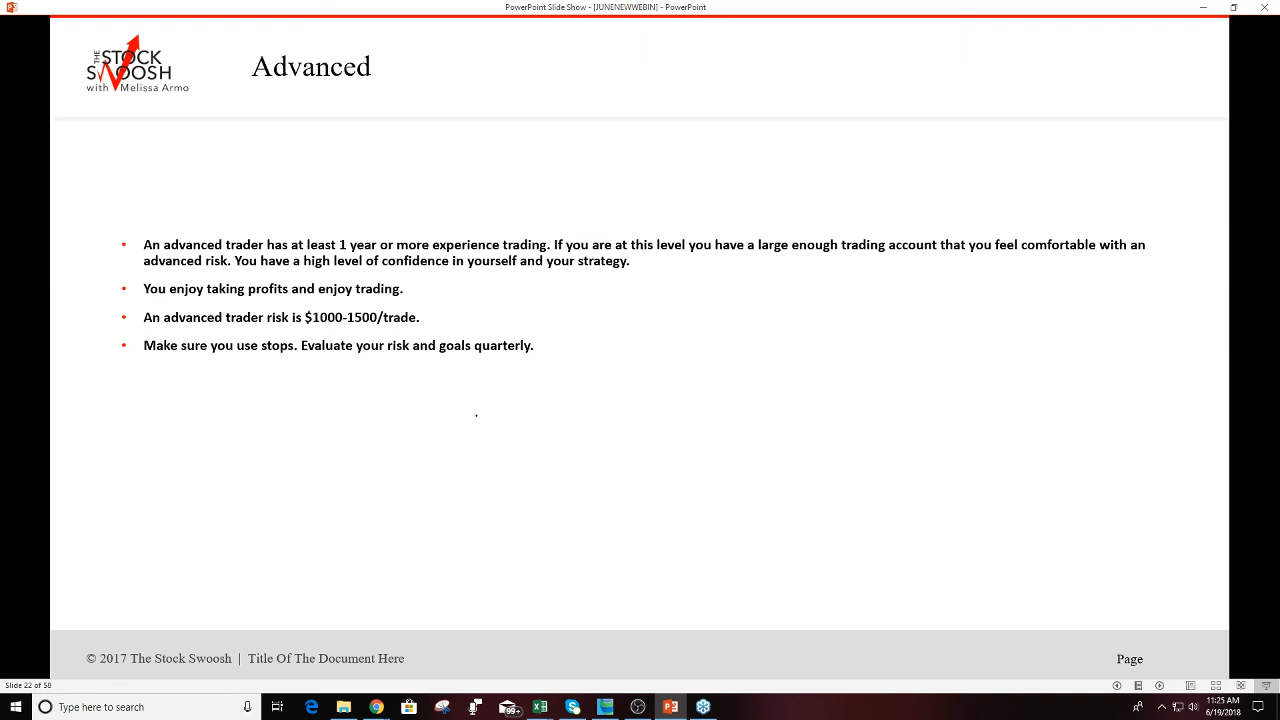 PowerPoint Slide Show - [JUNENEWWEBIN] - PowerPoint
THE STOCK
SWOOSH
with Melissa Armo
Advanced
• An advanced trader has at least 1 year or more experience trading. If you are at this level you have a large enough trading account that you feel comfortable with an
advanced risk. You have a high level of confidence in yourself and your strategy.
• You enjoy taking profits and enjoy trading.
• An advanced trader risk is $1000-1500/trade.
• Make sure you use stops. Evaluate your risk and goals quarterly.
© 2017 The Stock Swoosh | Title Of The Document Here
Page
Slide 22 of 58
Type here to search
99+
11:25 AM
6/19/2018